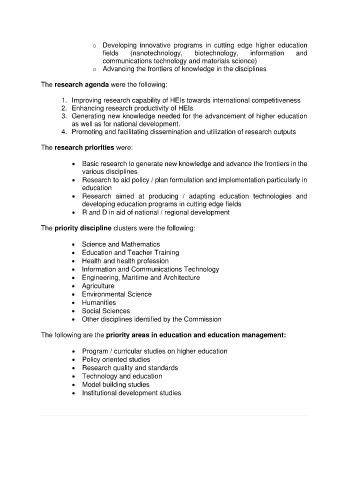 o Developing innovative programs in cutting edge higher education
fields (nanotechnology, biotechnology, information and
communications technology and materials science)
o Advancing the frontiers of knowledge in the disciplines
The research agenda were the following:
1. Improving research capability of HEIs towards international competitiveness
2. Enhancing research productivity of HEIs
3. Generating new knowledge needed for the advancement of higher education
as well as for national development.
4. Promoting and facilitating dissemination and utilization of research outputs
The research priorities were:
• Basic research to generate new knowledge and advance the frontiers in the
various disciplines
• Research to aid policy / plan formulation and implementation particularly in
education
• Research aimed at producing / adapting education technologies and
developing education programs in cutting edge fields
• R and D in aid of national / regional development
The priority discipline clusters were the following:
• Science and Mathematics
• Education and Teacher Training
• Health and health profession
• Information and Communications Technology
• Engineering, Maritime and Architecture
• Agriculture
• Environmental Science
• Humanities
• Social Sciences
• Other disciplines identified by the Commission
The following are the priority areas in education and education management:
• Program / curricular studies on higher education
• Policy oriented studies
• Research quality and standards
• Technology and education
• Model building studies
• Institutional development studies